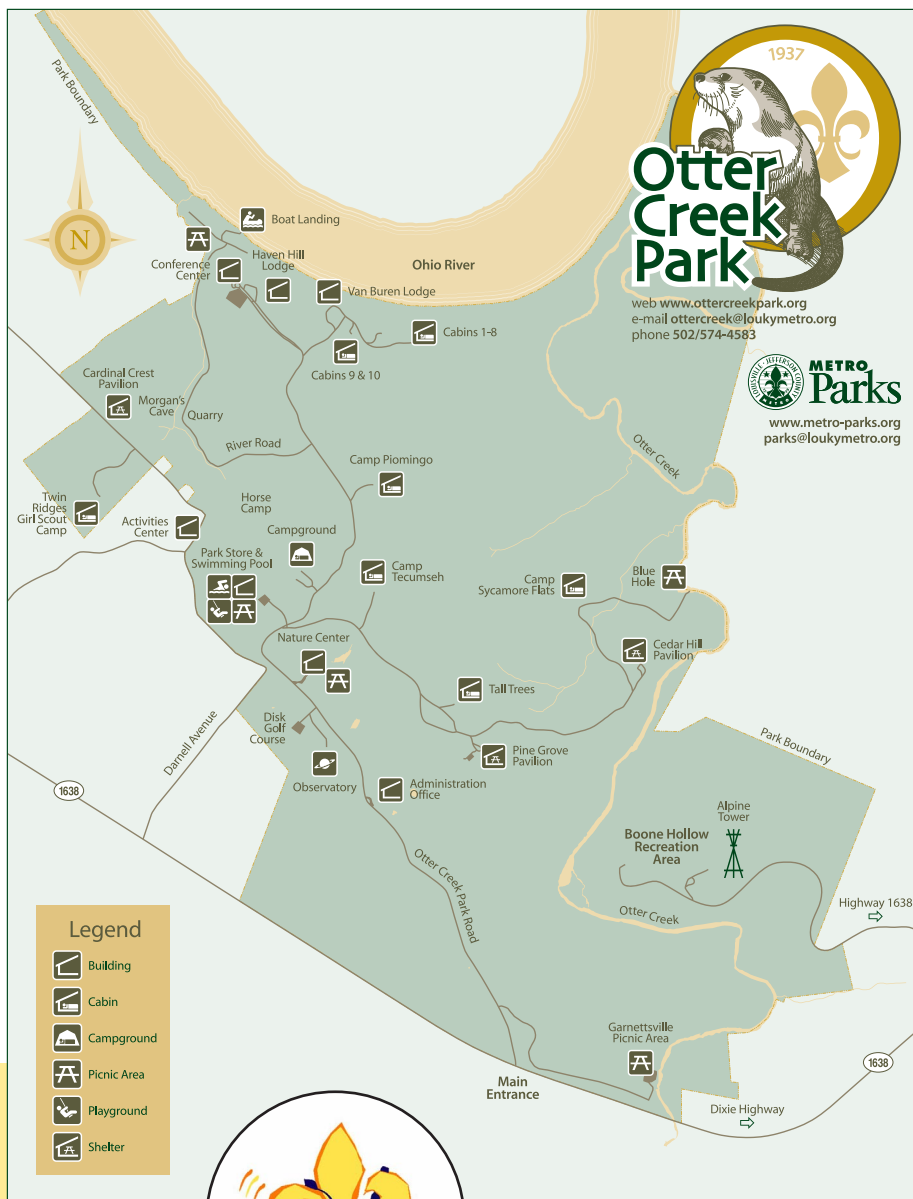 1937
Otter
Creek
Park
web www.ottercreekpark.org
e-mail ottercreek@loukymetro.org
phone 502/574-4583
LOUISVILLE · JEFFERSON COUNTY
METRO
Parks
www.metro-parks.org
parks@loukymetro.org
Park Boundary
N
Boat Landing
Conference
Center
Haven Hill
Lodge
Ohio River
Van Buren Lodge
Cabins 1-8
Cabins 9 & 10
Cardinal Crest
Pavilion
Morgan's
Cave
Quarry
River Road
Otter Creek
Camp Piomingo
Twin
Ridges
Girl Scout
Camp
Activities
Center
Horse
Camp
Campground
Park Store &
Swimming Pool
Camp
Tecumseh
Camp
Sycamore Flats
Blue
Hole
Nature Center
Cedar Hill
Pavilion
Tall Trees
Disk
Golf
Course
Darnell Avenue
Pine Grove
Pavilion
Park Boundary
Observatory
Administration
Office
1638
Alpine
Tower
Boone Hollow
Recreation
Area
Otter Creek Park Road
Otter Creek
Highway 1638
Legend
Building
Cabin
Campground
Picnic Area
Playground
Shelter
Garnettsville
Picnic Area
Main
Entrance
1638
Dixie Highway